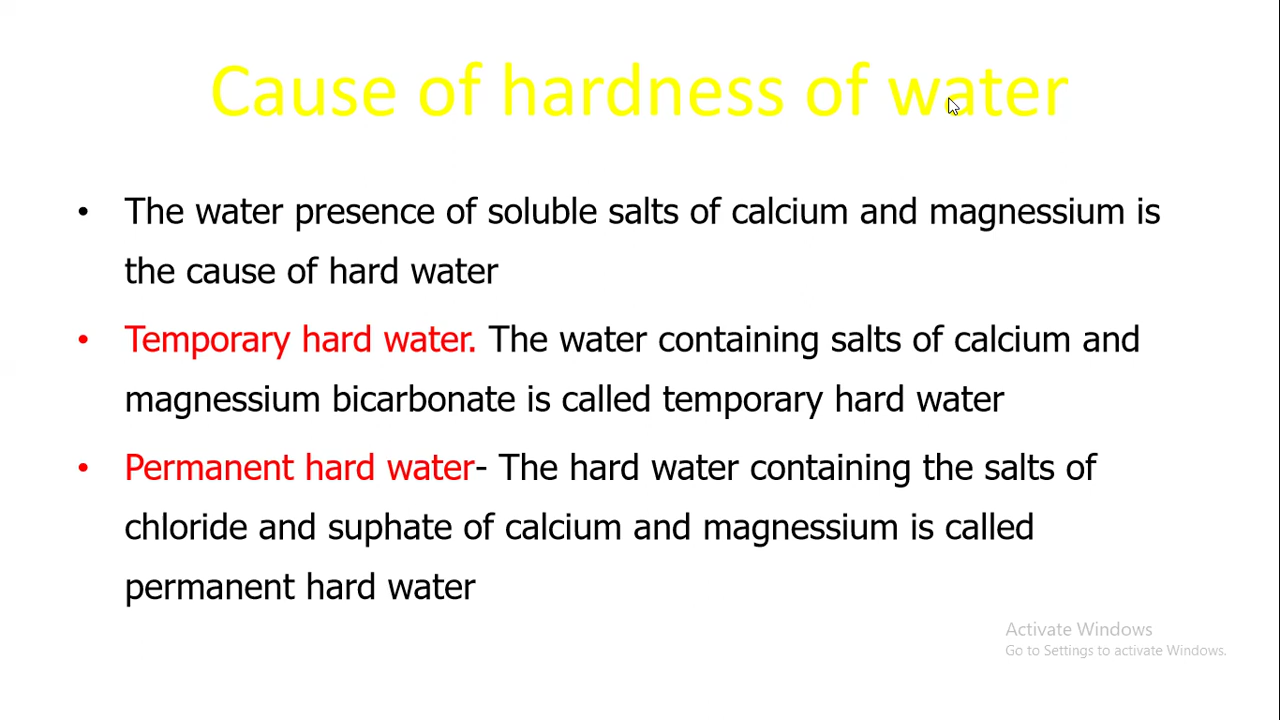 Cause of hardness of water
• The water presence of soluble salts of calcium and magnessium is
the cause of hard water
• Temporary hard water. The water containing salts of calcium and
magnessium bicarbonate is called temporary hard water
• Permanent hard water- The hard water containing the salts of
chloride and suphate of calcium and magnessium is called
permanent hard water
Activate Windows
Go to Settings to activate Windows.